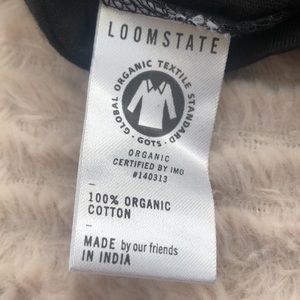 LOOMSTATE
GLOBAL ORGANIC TEXTILE STANDARD · GOTS ·
ORGANIC
CERTIFIED BY IMO
#140313
100% ORGANIC
COTTON
MADE by our friends
IN INDIA